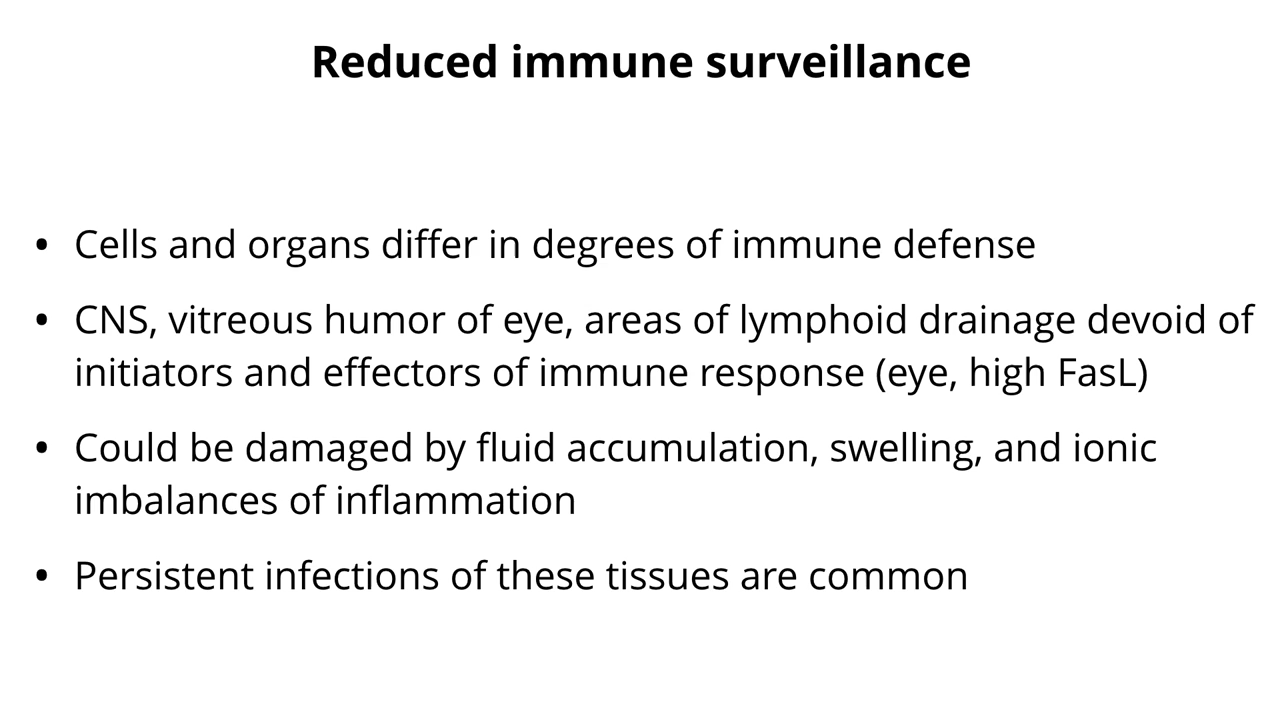 Reduced immune surveillance
• Cells and organs differ in degrees of immune defense
• CNS, vitreous humor of eye, areas of lymphoid drainage devoid of
initiators and effectors of immune response (eye, high FasL)
• Could be damaged by fluid accumulation, swelling, and ionic
imbalances of inflammation
• Persistent infections of these tissues are common